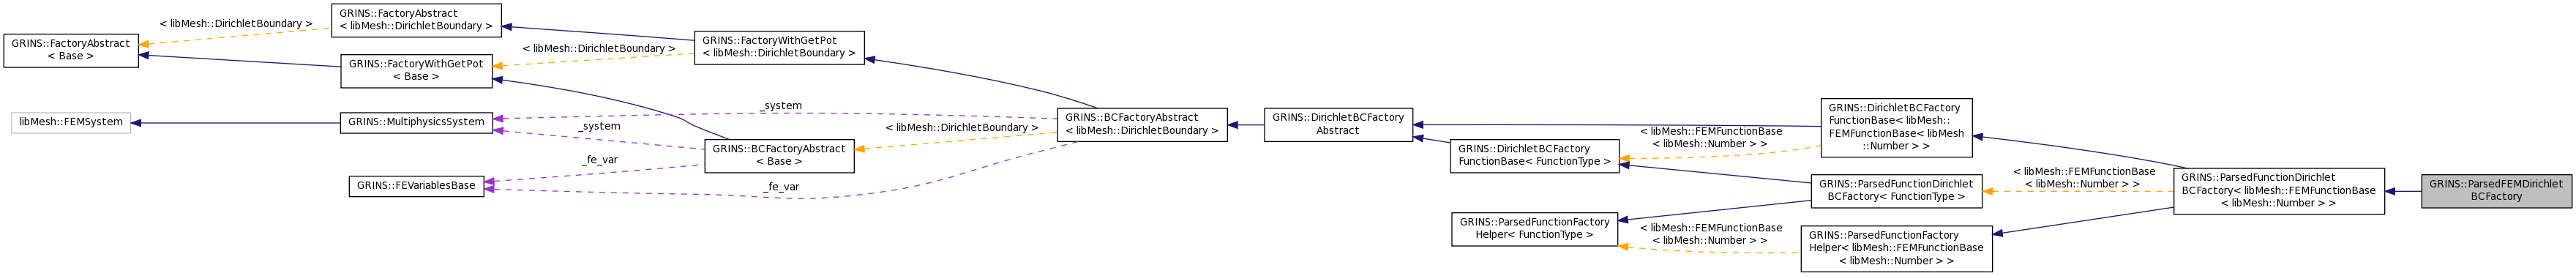 GRINS::FactoryAbstract
< Base >
< libMesh::DirichletBoundary >
GRINS::FactoryAbstract
< libMesh::DirichletBoundary >
GRINS::FactoryWithGetPot
< Base >
< libMesh::DirichletBoundary >
GRINS::FactoryWithGetPot
< libMesh::DirichletBoundary >
libMesh::FEMSystem
GRINS::MultiphysicsSystem
GRINS::FEVariablesBase
_system
_system
_fe_var
_fe_var
GRINS::BCFactoryAbstract
< Base >
< libMesh::DirichletBoundary >
GRINS::BCFactoryAbstract
< libMesh::DirichletBoundary >
GRINS::DirichletBCFactory
Abstract
GRINS::DirichletBCFactory
FunctionBase< FunctionType >
GRINS::ParsedFunctionFactory
Helper< FunctionType >
< libMesh::FEMFunctionBase
< libMesh::Number > >
< libMesh::FEMFunctionBase
< libMesh::Number > >
GRINS::DirichletBCFactory
FunctionBase< libMesh::
FEMFunctionBase< libMesh
::Number > >
GRINS::ParsedFunctionDirichlet
BCFactory< FunctionType >
GRINS::ParsedFunctionFactory
Helper< libMesh::FEMFunctionBase
< libMesh::Number > >
< libMesh::FEMFunctionBase
< libMesh::Number > >
GRINS::ParsedFunctionDirichlet
BCFactory< libMesh::FEMFunctionBase
< libMesh::Number > >
GRINS::ParsedFEMDirichlet
BCFactory